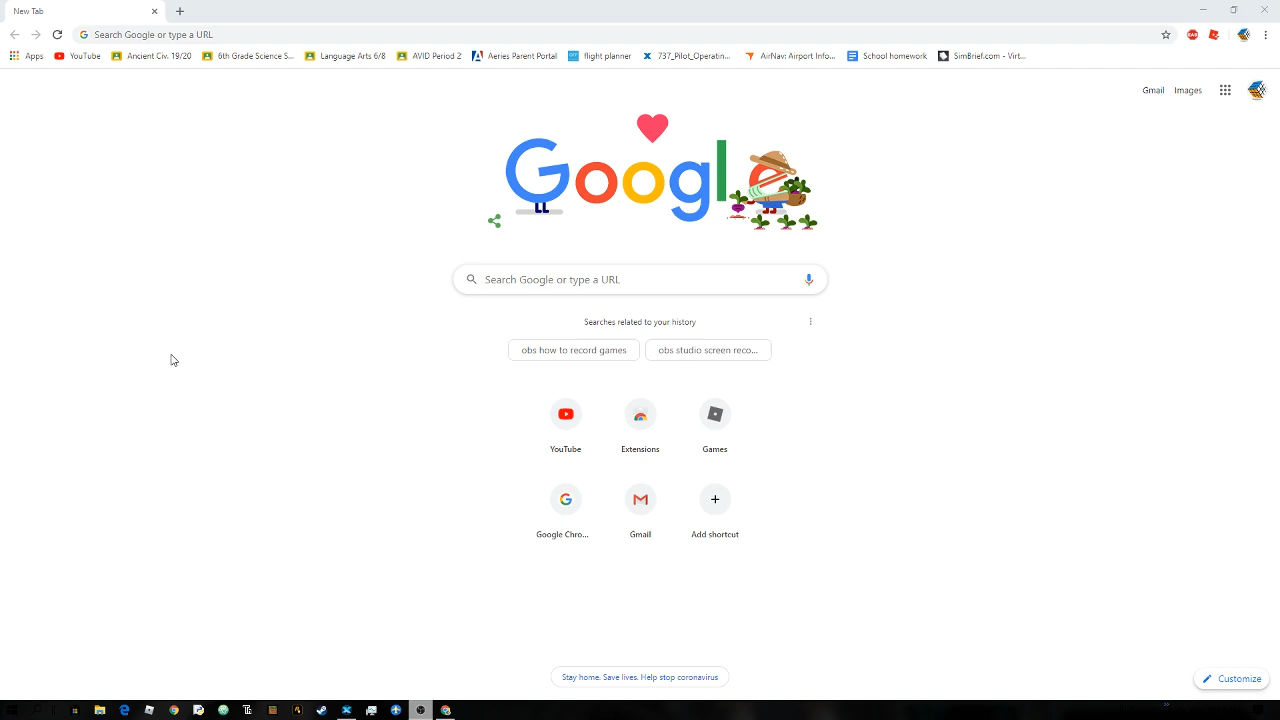 New Tab
Search Google or type a URL
Apps YouTube Ancient Civ. 19/20 6th Grade Science S... Language Arts 6/8 AVID Period 2 Aeries Parent Portal flight planner 737_Pilot_Operatin... AirNav: Airport Info... School homework SimBrief.com - Virt...
Gmail Images
Google
Search Google or type a URL
Searches related to your history
obs how to record games obs studio screen reco...
YouTube Extensions Games
Google Chro... Gmail Add shortcut
Stay home. Save lives. Help stop coronavirus
Customize